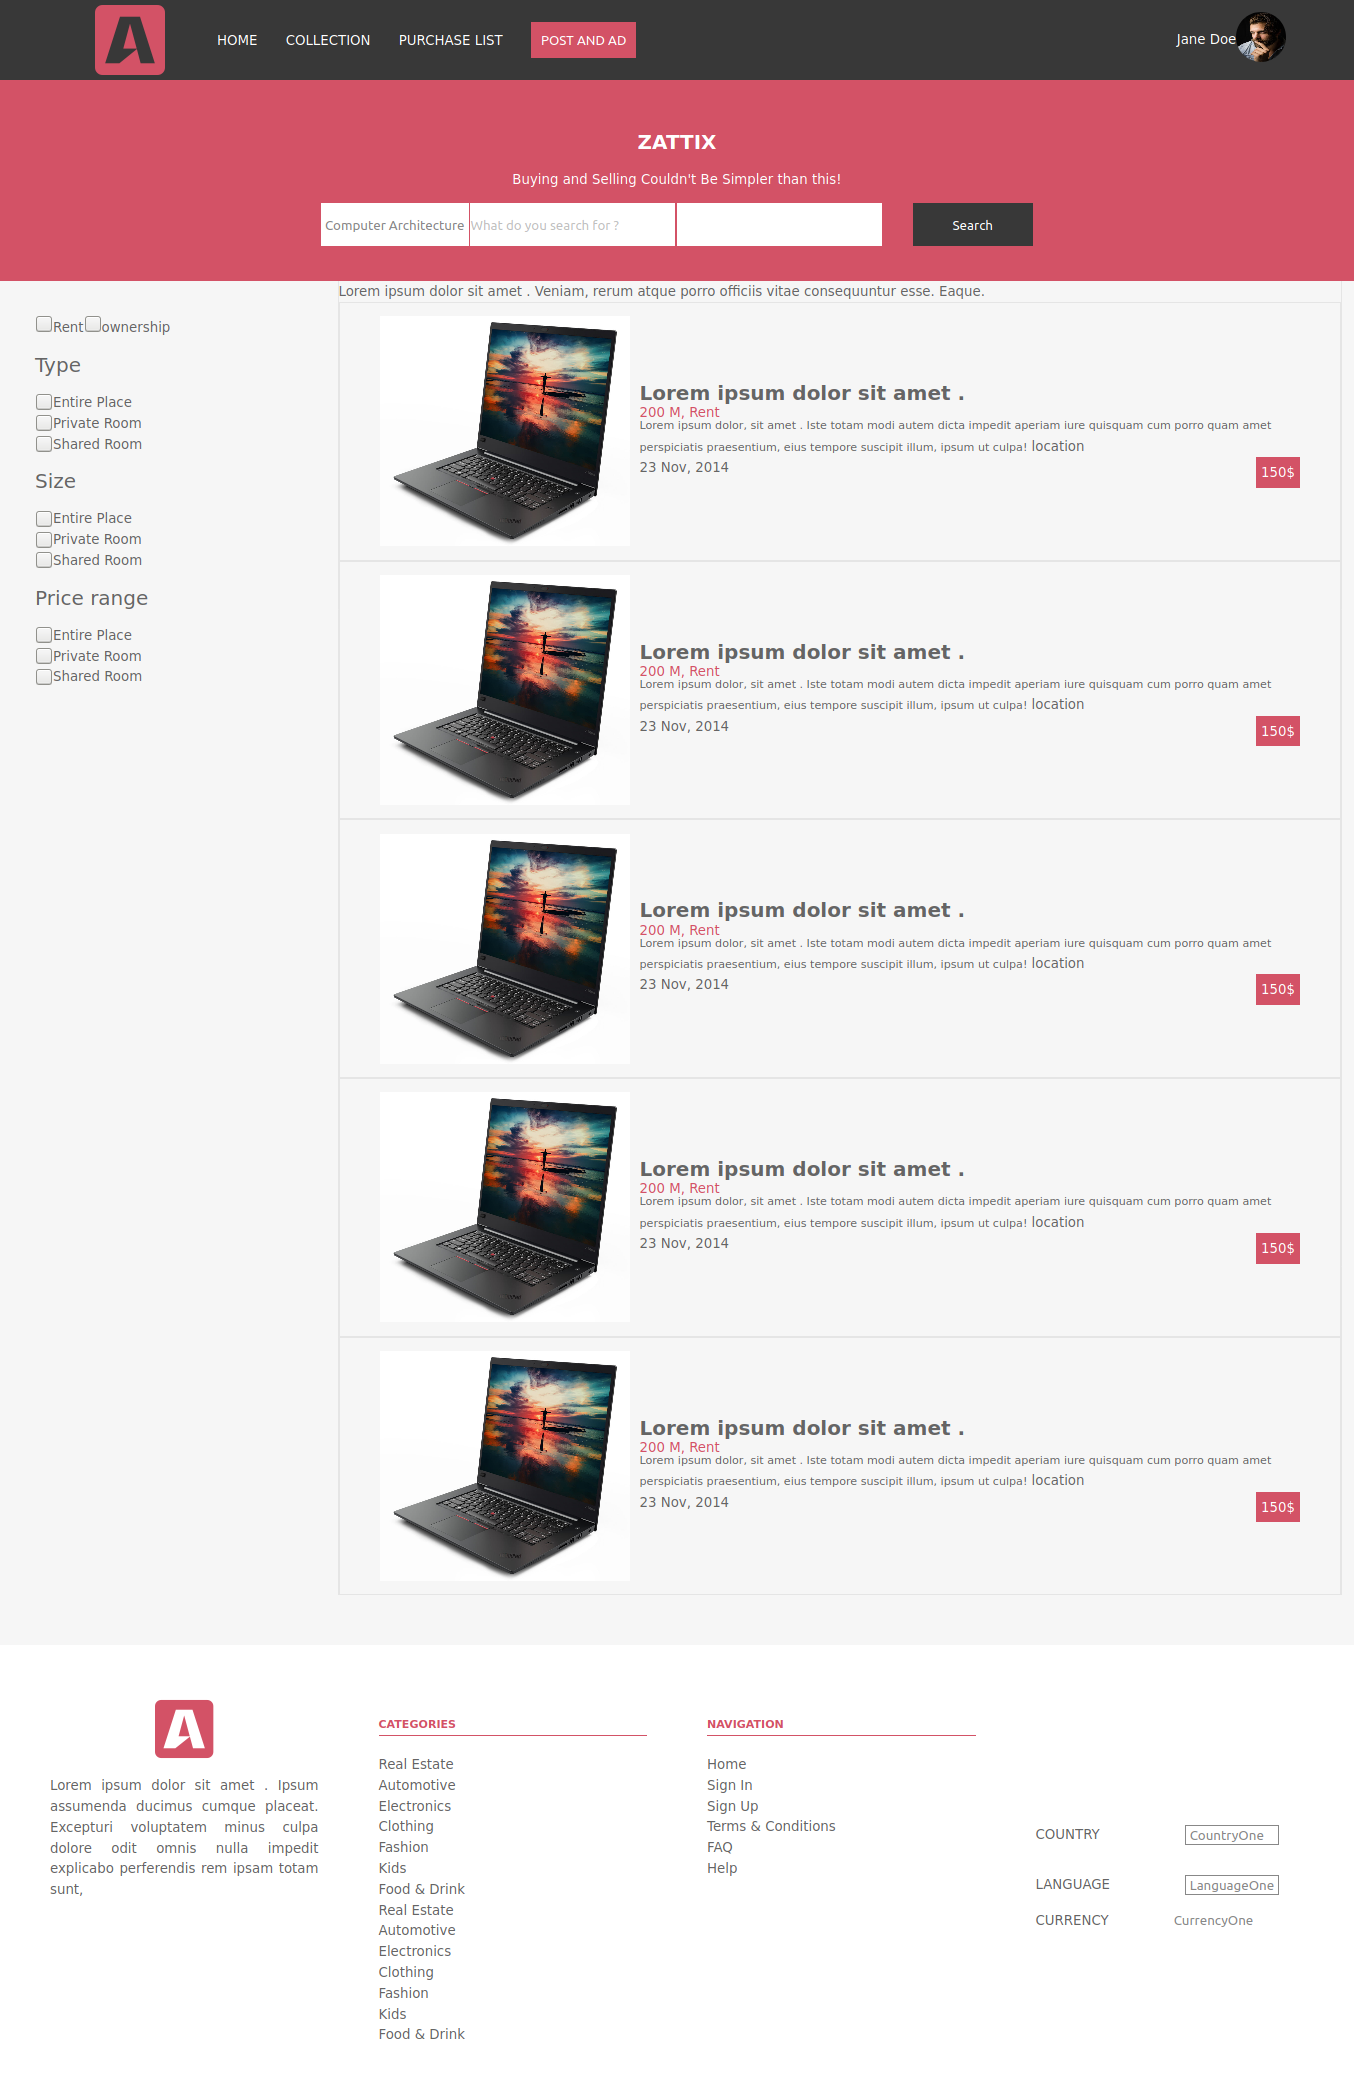 A
HOME COLLECTION PURCHASE LIST POST AND AD
Jane Doe
ZATTIX
Buying and Selling Couldn't Be Simpler than this!
Computer Architecture What do you search for ? Search
Lorem ipsum dolor sit amet . Veniam, rerum atque porro officiis vitae consequuntur esse. Eaque.
Rent ownership
Type
Entire Place
Private Room
Shared Room
Size
Entire Place
Private Room
Shared Room
Price range
Entire Place
Private Room
Shared Room
Lorem ipsum dolor sit amet .
200 M, Rent
Lorem ipsum dolor, sit amet . Iste totam modi autem dicta impedit aperiam iure quisquam cum porro quam amet
perspiciatis praesentium, eius tempore suscipit illum, ipsum ut culpa! location
23 Nov, 2014
150$
Lorem ipsum dolor sit amet .
200 M, Rent
Lorem ipsum dolor, sit amet . Iste totam modi autem dicta impedit aperiam iure quisquam cum porro quam amet
perspiciatis praesentium, eius tempore suscipit illum, ipsum ut culpa! location
23 Nov, 2014
150$
Lorem ipsum dolor sit amet .
200 M, Rent
Lorem ipsum dolor, sit amet . Iste totam modi autem dicta impedit aperiam iure quisquam cum porro quam amet
perspiciatis praesentium, eius tempore suscipit illum, ipsum ut culpa! location
23 Nov, 2014
150$
Lorem ipsum dolor sit amet .
200 M, Rent
Lorem ipsum dolor, sit amet . Iste totam modi autem dicta impedit aperiam iure quisquam cum porro quam amet
perspiciatis praesentium, eius tempore suscipit illum, ipsum ut culpa! location
23 Nov, 2014
150$
Lorem ipsum dolor sit amet .
200 M, Rent
Lorem ipsum dolor, sit amet . Iste totam modi autem dicta impedit aperiam iure quisquam cum porro quam amet
perspiciatis praesentium, eius tempore suscipit illum, ipsum ut culpa! location
23 Nov, 2014
150$
A
Lorem ipsum dolor sit amet . Ipsum
assumenda ducimus cumque placeat.
Excepturi voluptatem minus culpa
dolore odit omnis nulla impedit
explicabo perferendis rem ipsam totam
sunt,
CATEGORIES
Real Estate
Automotive
Electronics
Clothing
Fashion
Kids
Food & Drink
Real Estate
Automotive
Electronics
Clothing
Fashion
Kids
Food & Drink
NAVIGATION
Home
Sign In
Sign Up
Terms & Conditions
FAQ
Help
COUNTRY CountryOne
LANGUAGE LanguageOne
CURRENCY CurrencyOne